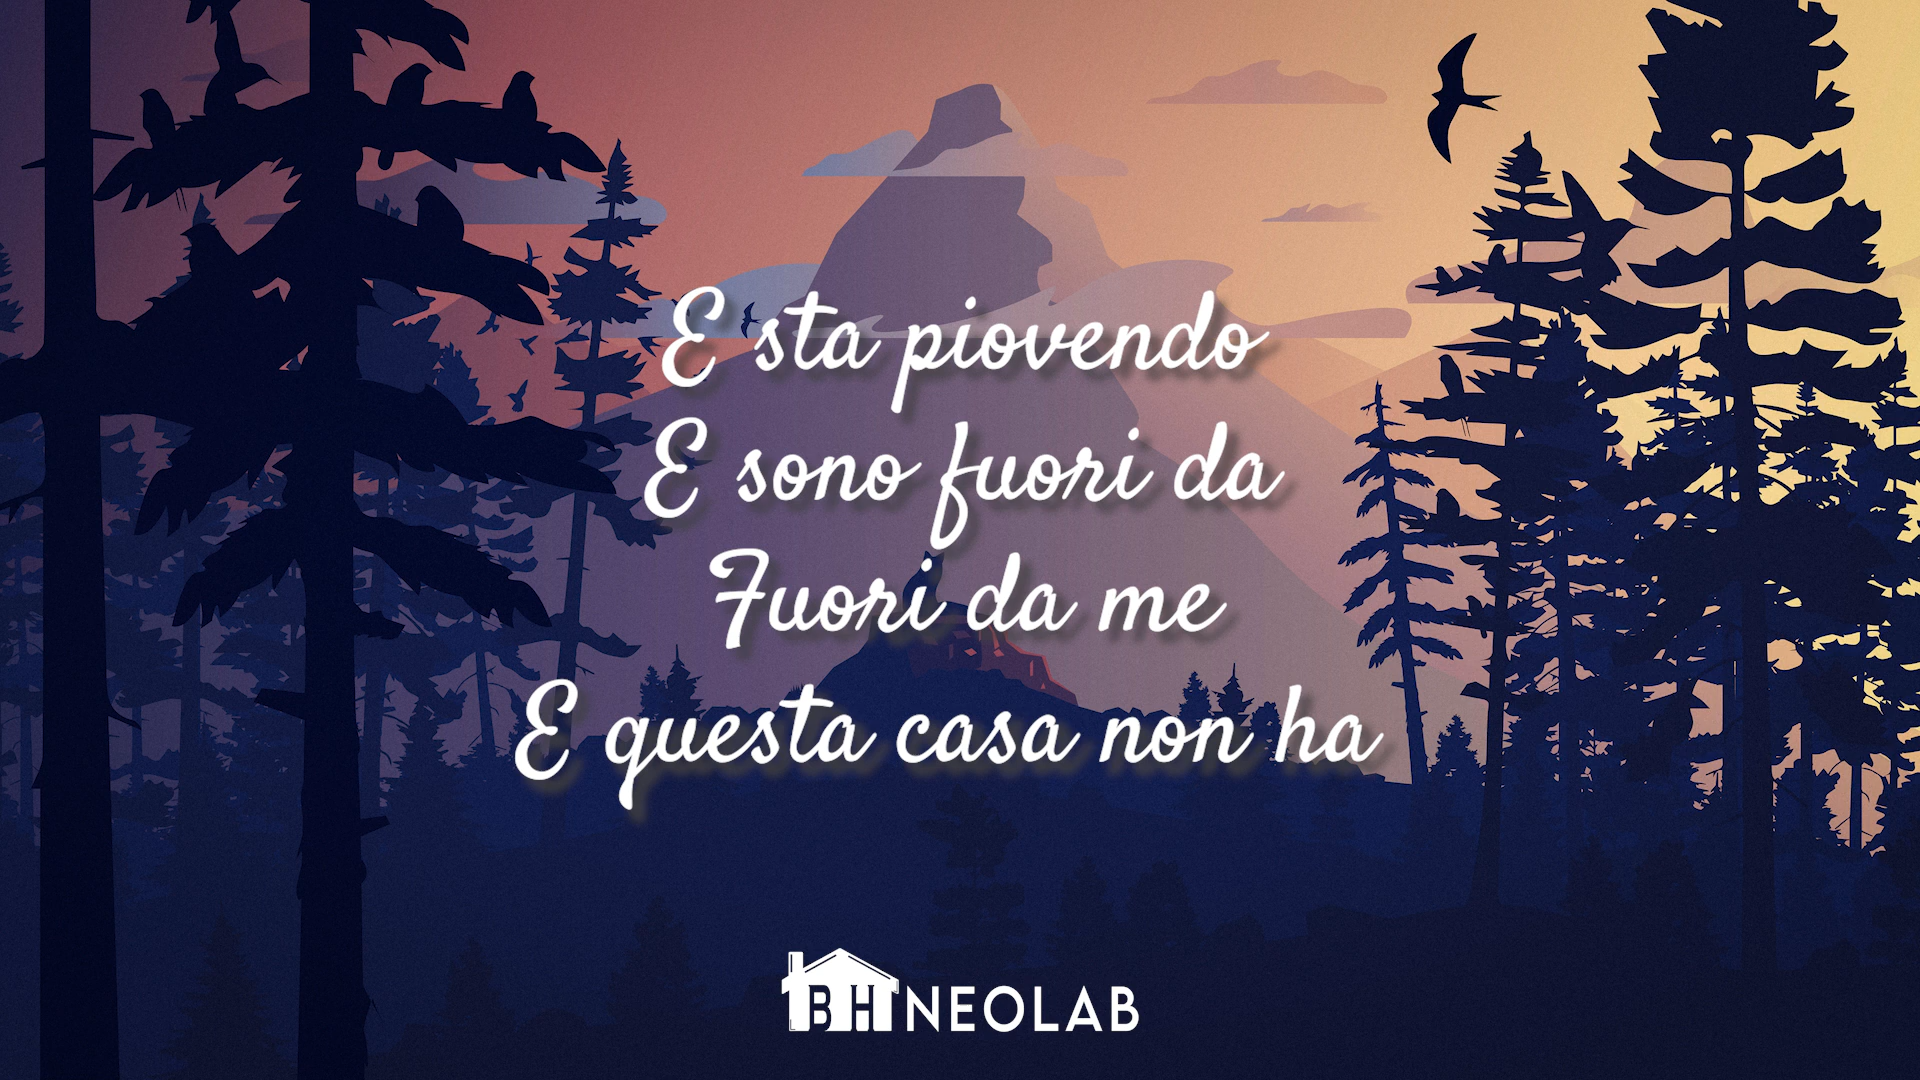 E sta piovendo
E sono fuori da
Fuori da me
E questa casa non ha
BH NEOLAB